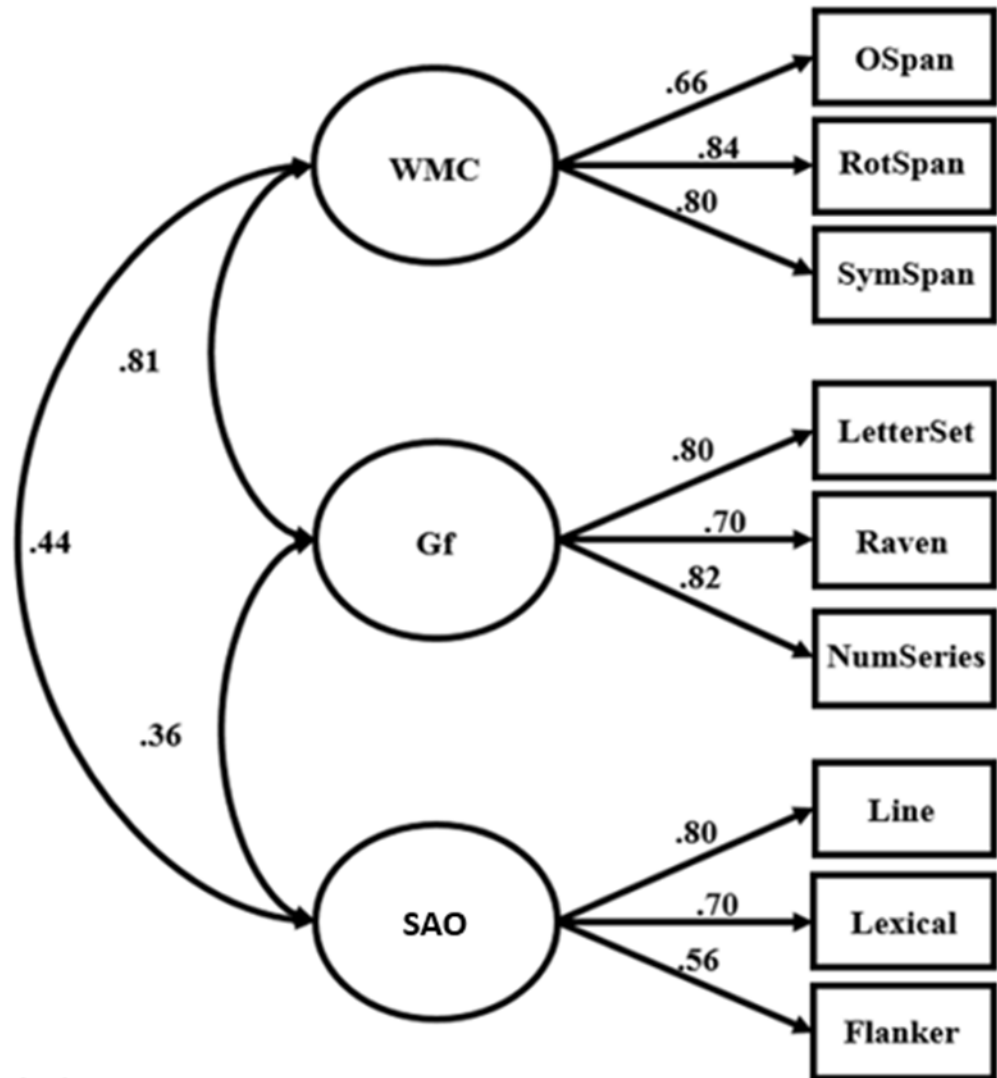 OSpan
.66
WMC
.84
RotSpan
.80
SymSpan
.81
.80
LetterSet
.44
Gf
.70
Raven
.82
NumSeries
.36
.80
Line
SAO
.70
Lexical
.56
Flanker